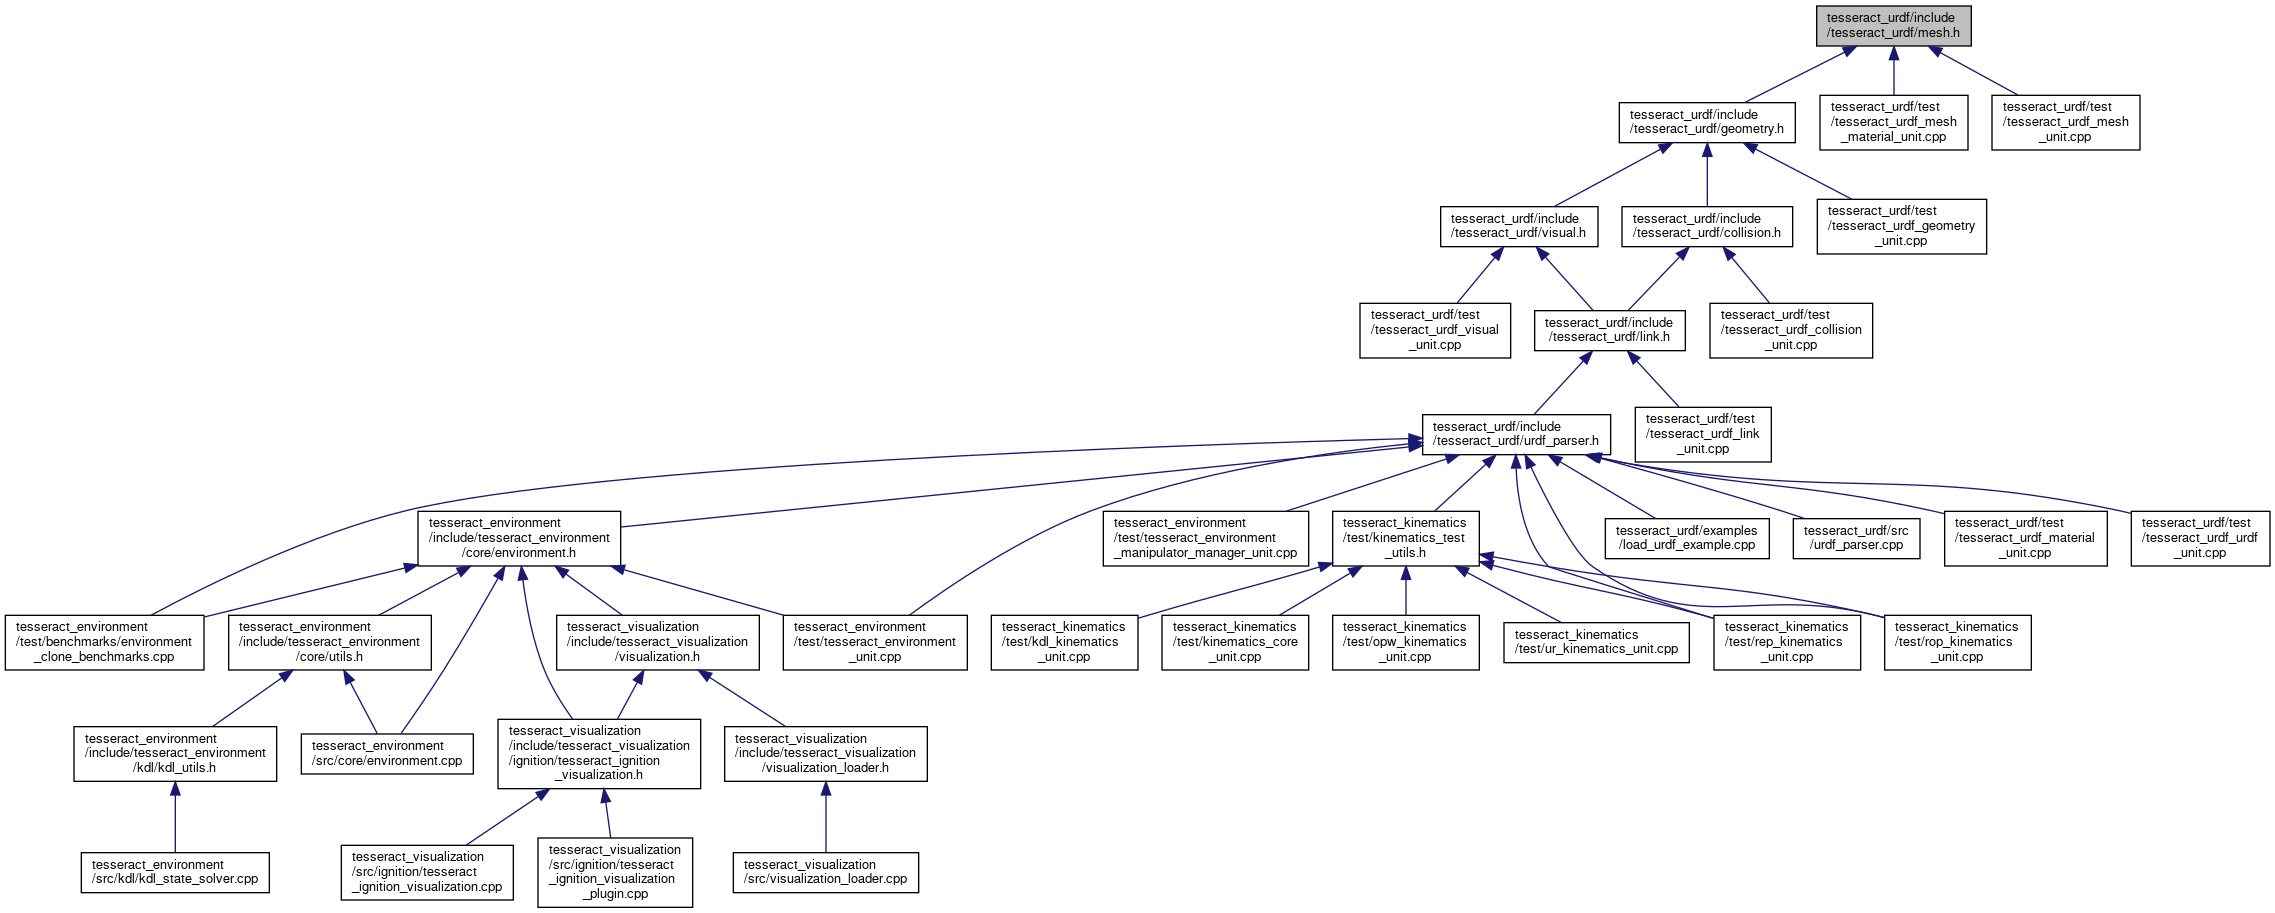 tesseract_urdf/include
/tesseract_urdf/mesh.h
tesseract_urdf/include
/tesseract_urdf/geometry.h
tesseract_urdf/test
/tesseract_urdf_mesh
_material_unit.cpp
tesseract_urdf/test
/tesseract_urdf_mesh
_unit.cpp
tesseract_urdf/include
/tesseract_urdf/visual.h
tesseract_urdf/include
/tesseract_urdf/collision.h
tesseract_urdf/test
/tesseract_urdf_geometry
_unit.cpp
tesseract_urdf/test
/tesseract_urdf_visual
_unit.cpp
tesseract_urdf/include
/tesseract_urdf/link.h
tesseract_urdf/test
/tesseract_urdf_collision
_unit.cpp
tesseract_urdf/include
/tesseract_urdf/urdf_parser.h
tesseract_urdf/test
/tesseract_urdf_link
_unit.cpp
tesseract_environment
/include/tesseract_environment
/core/environment.h
tesseract_environment
/test/tesseract_environment
_manipulator_manager_unit.cpp
tesseract_kinematics
/test/kinematics_test
_utils.h
tesseract_urdf/examples
/load_urdf_example.cpp
tesseract_urdf/src
/urdf_parser.cpp
tesseract_urdf/test
/tesseract_urdf_material
_unit.cpp
tesseract_urdf/test
/tesseract_urdf_urdf
_unit.cpp
tesseract_environment
/test/benchmarks/environment
_clone_benchmarks.cpp
tesseract_environment
/include/tesseract_environment
/core/utils.h
tesseract_visualization
/include/tesseract_visualization
/visualization.h
tesseract_environment
/test/tesseract_environment
_unit.cpp
tesseract_kinematics
/test/kdl_kinematics
_unit.cpp
tesseract_kinematics
/test/kinematics_core
_unit.cpp
tesseract_kinematics
/test/opw_kinematics
_unit.cpp
tesseract_kinematics
/test/ur_kinematics_unit.cpp
tesseract_kinematics
/test/rep_kinematics
_unit.cpp
tesseract_kinematics
/test/rop_kinematics
_unit.cpp
tesseract_environment
/include/tesseract_environment
/kdl/kdl_utils.h
tesseract_environment
/src/core/environment.cpp
tesseract_visualization
/include/tesseract_visualization
/ignition/tesseract_ignition
_visualization.h
tesseract_visualization
/include/tesseract_visualization
/visualization_loader.h
tesseract_environment
/src/kdl/kdl_state_solver.cpp
tesseract_visualization
/src/ignition/tesseract
_ignition_visualization.cpp
tesseract_visualization
/src/ignition/tesseract
_ignition_visualization
_plugin.cpp
tesseract_visualization
/src/visualization_loader.cpp